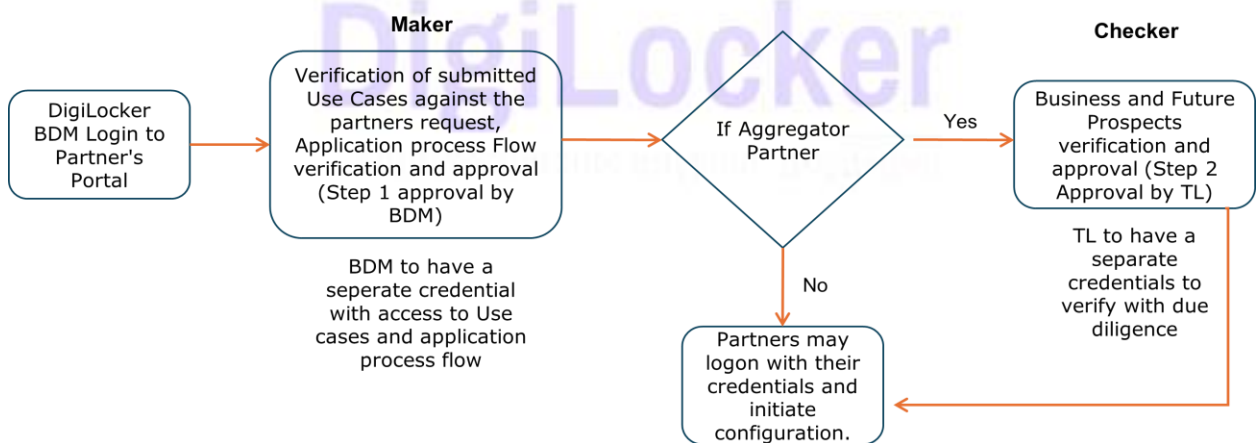 DigiLocker
Maker
Checker
DigiLocker
BDM Login to
Partner's
Portal
Verification of submitted
Use Cases against the
partners request,
Application process Flow
verification and approval
(Step 1 approval by
BDM)
BDM to have a
seperate credential
with access to Use
cases and application
process flow
If Aggregator
Partner
Yes
No
Business and Future
Prospects
verification and
approval (Step 2
Approval by TL)
TL to have a
separate
credentials to
verify with due
diligence
Partners may
logon with their
credentials and
initiate
configuration.